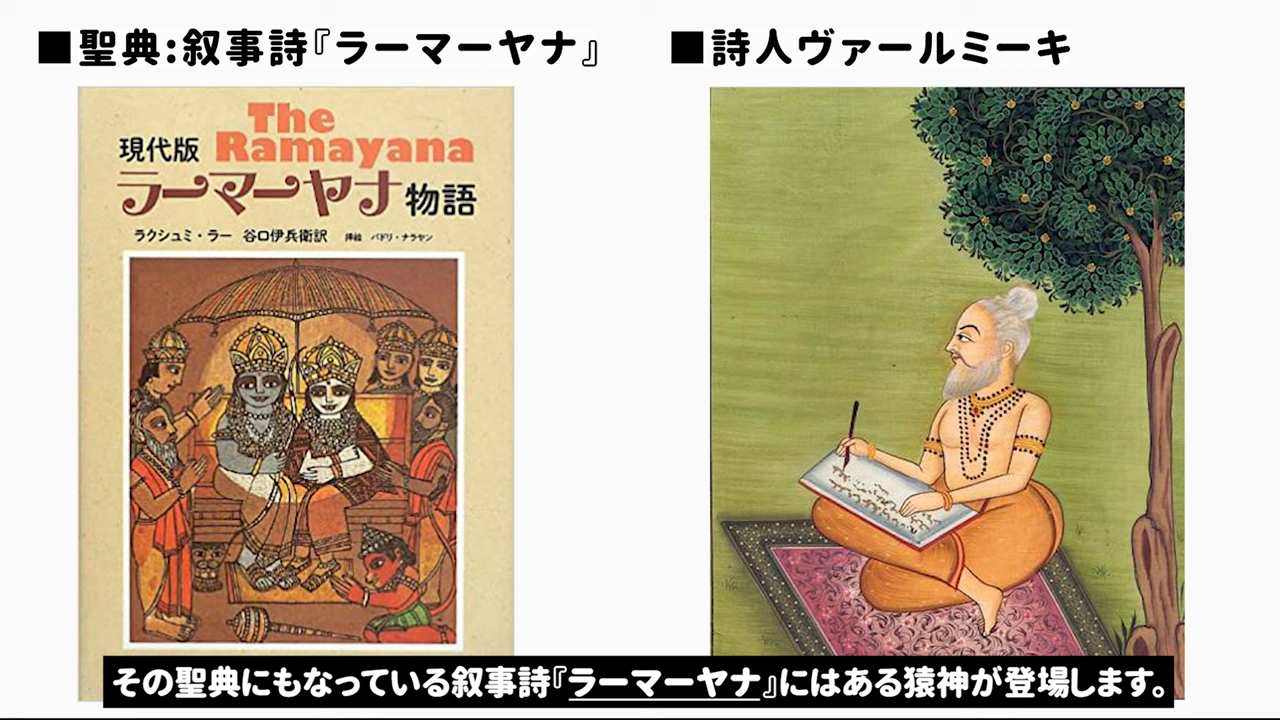 ■聖典:叙事詩『ラーマーヤナ』
■詩人ヴァールミーキ
The
現代版 Ramayana
ラーマーヤナ物語
ラクシュミ・ラー 谷口伊兵衛訳 挿絵 バドリ・ナラヤン
その聖典にもなっている叙事詩『ラーマーヤナ』にはある猿神が登場します。